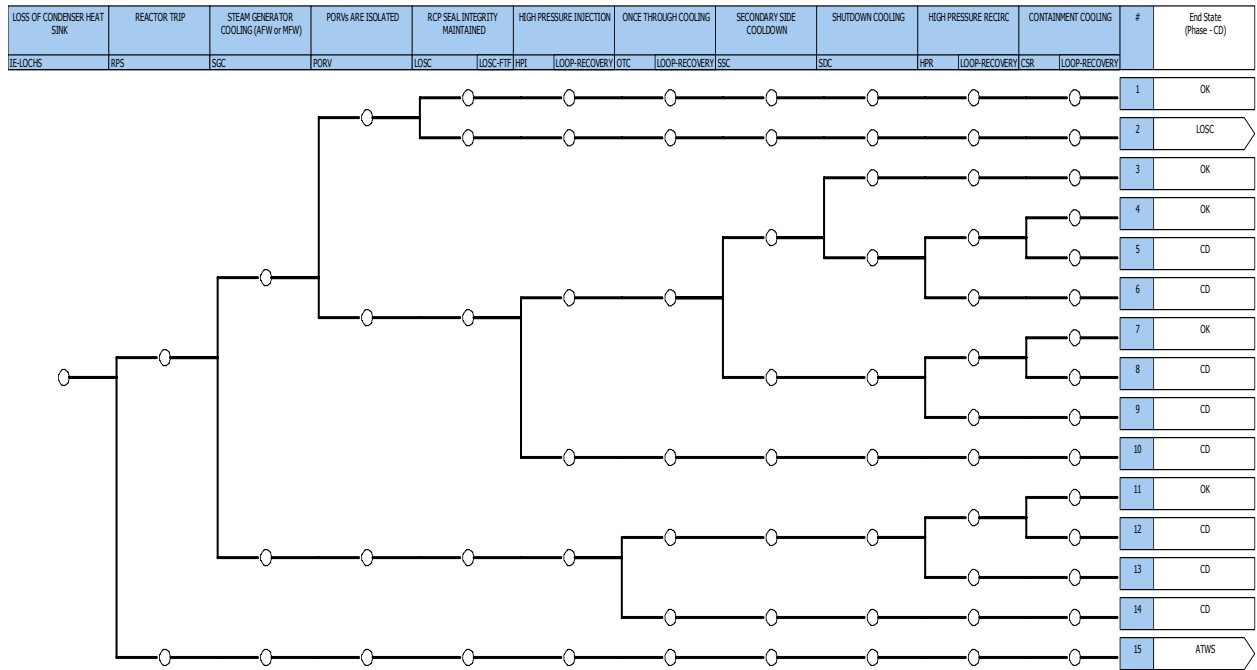 LOSS OF CONDENSER HEAT
SINK
REACTOR TRIP
STEAM GENERATOR
COOLING (AFW or MFW)
PORVs ARE ISOLATED
RCP SEAL INTEGRITY
MAINTAINED
HIGH PRESSURE INJECTION
ONCE THROUGH COOLING
SECONDARY SIDE
COOLDOWN
SHUTDOWN COOLING
HIGH PRESSURE RECIRC
CONTAINMENT COOLING
#
End State
(Phase - CD)
IE-LOCHS
RPS
SGC
PORV
LOSC
LOSC-FTF
HPI
LOOP-RECOVERY
OTC
LOOP-RECOVERY
SSC
SDC
HPR
LOOP-RECOVERY
CSR
LOOP-RECOVERY
1 OK
2 LOSC
3 OK
4 OK
5 CD
6 CD
7 OK
8 CD
9 CD
10 CD
11 OK
12 CD
13 CD
14 CD
15 ATWS